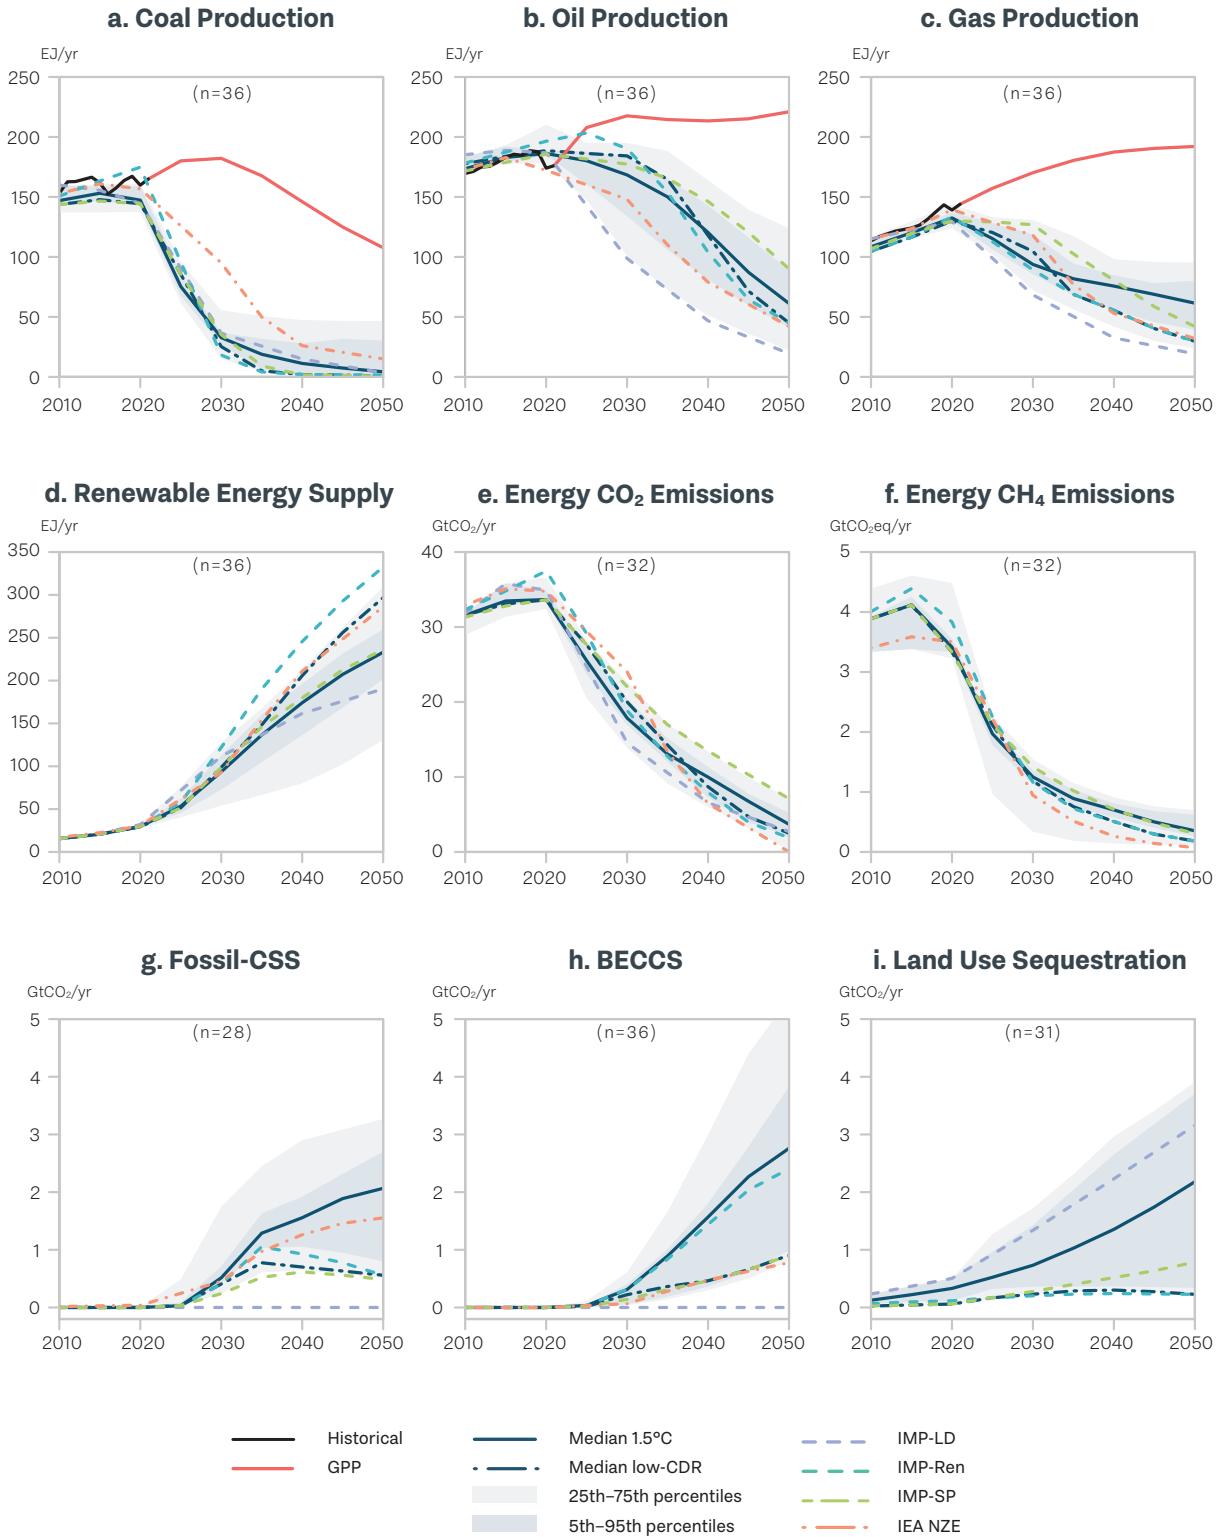 a. Coal Production
b. Oil Production
c. Gas Production
EJ/yr
EJ/yr
EJ/yr
250
200
150
100
50
0
(n=36)
2010 2020 2030 2040 2050
250
200
150
100
50
0
(n=36)
2010 2020 2030 2040 2050
250
200
150
100
50
0
(n=36)
2010 2020 2030 2040 2050
d. Renewable Energy Supply
e. Energy CO₂ Emissions
f. Energy CH₄ Emissions
EJ/yr
GtCO₂/yr
GtCO₂eq/yr
350
300
250
200
150
100
50
0
(n=36)
2010 2020 2030 2040 2050
40
30
20
10
0
(n=32)
2010 2020 2030 2040 2050
5
4
3
2
1
0
(n=32)
2010 2020 2030 2040 2050
g. Fossil-CSS
h. BECCS
i. Land Use Sequestration
GtCO₂/yr
GtCO₂/yr
GtCO₂/yr
5
4
3
2
1
0
(n=28)
2010 2020 2030 2040 2050
5
4
3
2
1
0
(n=36)
2010 2020 2030 2040 2050
5
4
3
2
1
0
(n=31)
2010 2020 2030 2040 2050
Historical
GPP
Median 1.5°C
Median low-CDR
25th–75th percentiles
5th–95th percentiles
IMP-LD
IMP-Ren
IMP-SP
IEA NZE